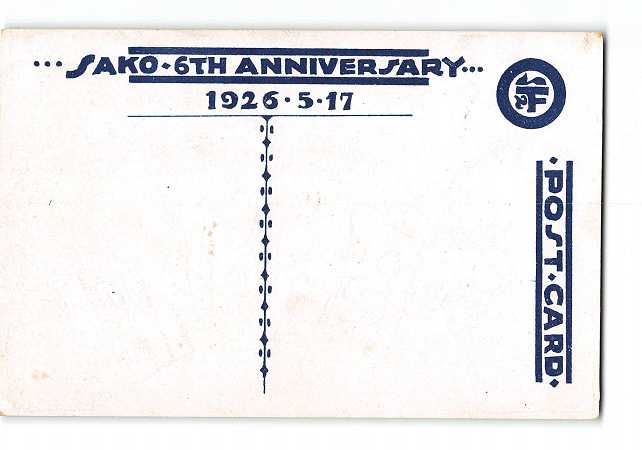 ...SAKO·6TH ANNIVERSARY...
1926·5·17
·POST·CARD·